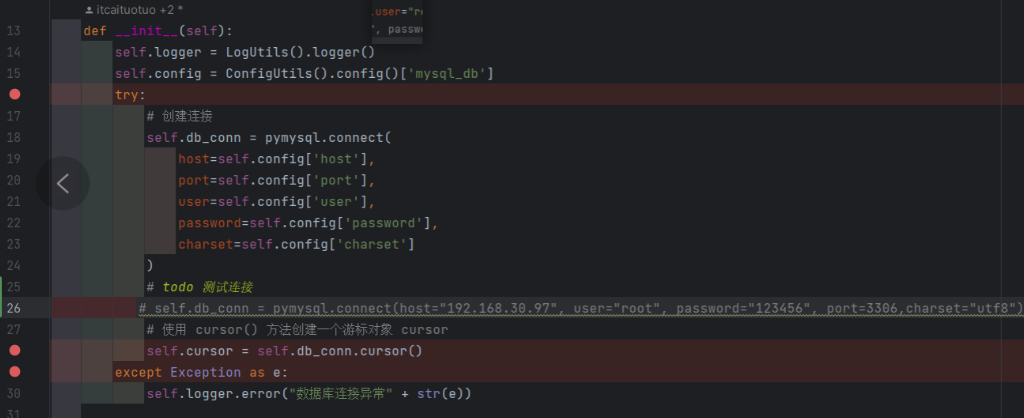 itcaituotuo +2 *
.user="r
", passw
13 def __init__(self):
14 self.logger = LogUtils().logger()
15 self.config = ConfigUtils().config()['mysql_db']
try:
17 # 创建连接
18 self.db_conn = pymysql.connect(
19 host=self.config['host'],
20 port=self.config['port'],
21 user=self.config['user'],
22 password=self.config['password'],
23 charset=self.config['charset']
24 )
25 # todo 测试连接
26 # self.db_conn = pymysql.connect(host="192.168.30.97", user="root", password="123456", port=3306,charset="utf8")
27 # 使用 cursor() 方法创建一个游标对象 cursor
self.cursor = self.db_conn.cursor()
except Exception as e:
30 self.logger.error("数据库连接异常" + str(e))
31